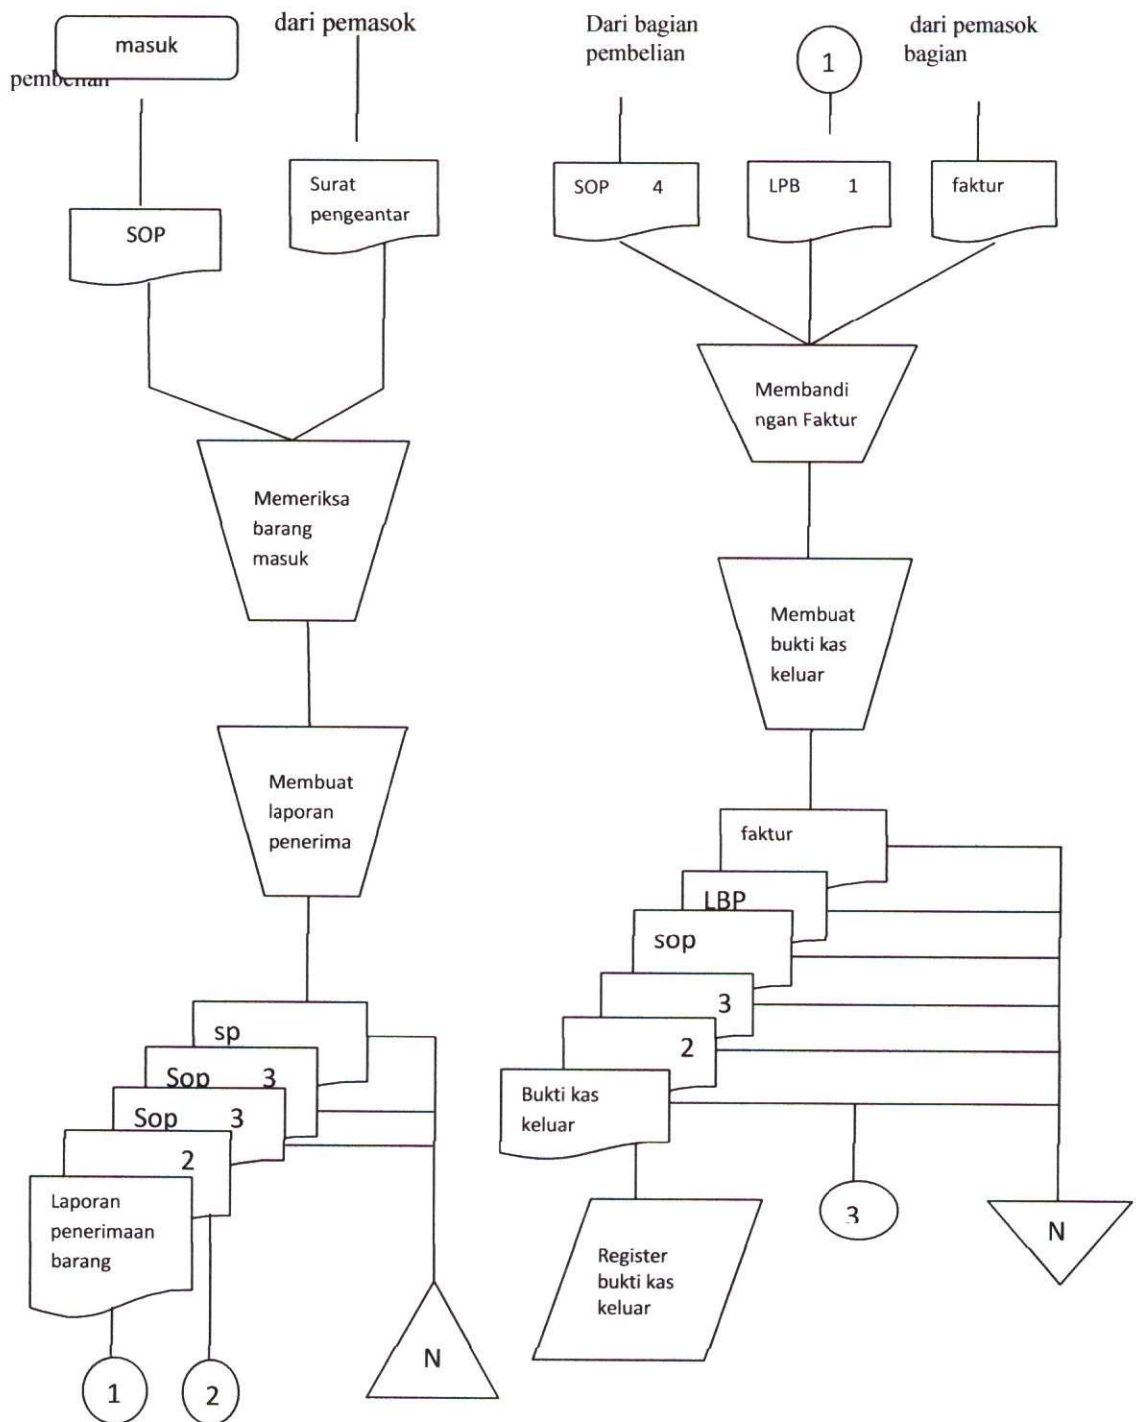 masuk
pembelian
dari pemasok
SOP
Surat
pengeantar
Memeriksa
barang
masuk
Membuat
laporan
penerima
sp
Sop 3
Sop 3
2
Laporan
penerimaan
barang
1
2
N
Dari bagian
pembelian
1
dari pemasok
bagian
SOP 4
LPB 1
faktur
Membandi
ngan Faktur
Membuat
bukti kas
keluar
faktur
LBP
sop
3
2
Bukti kas
keluar
Register
bukti kas
keluar
3
N